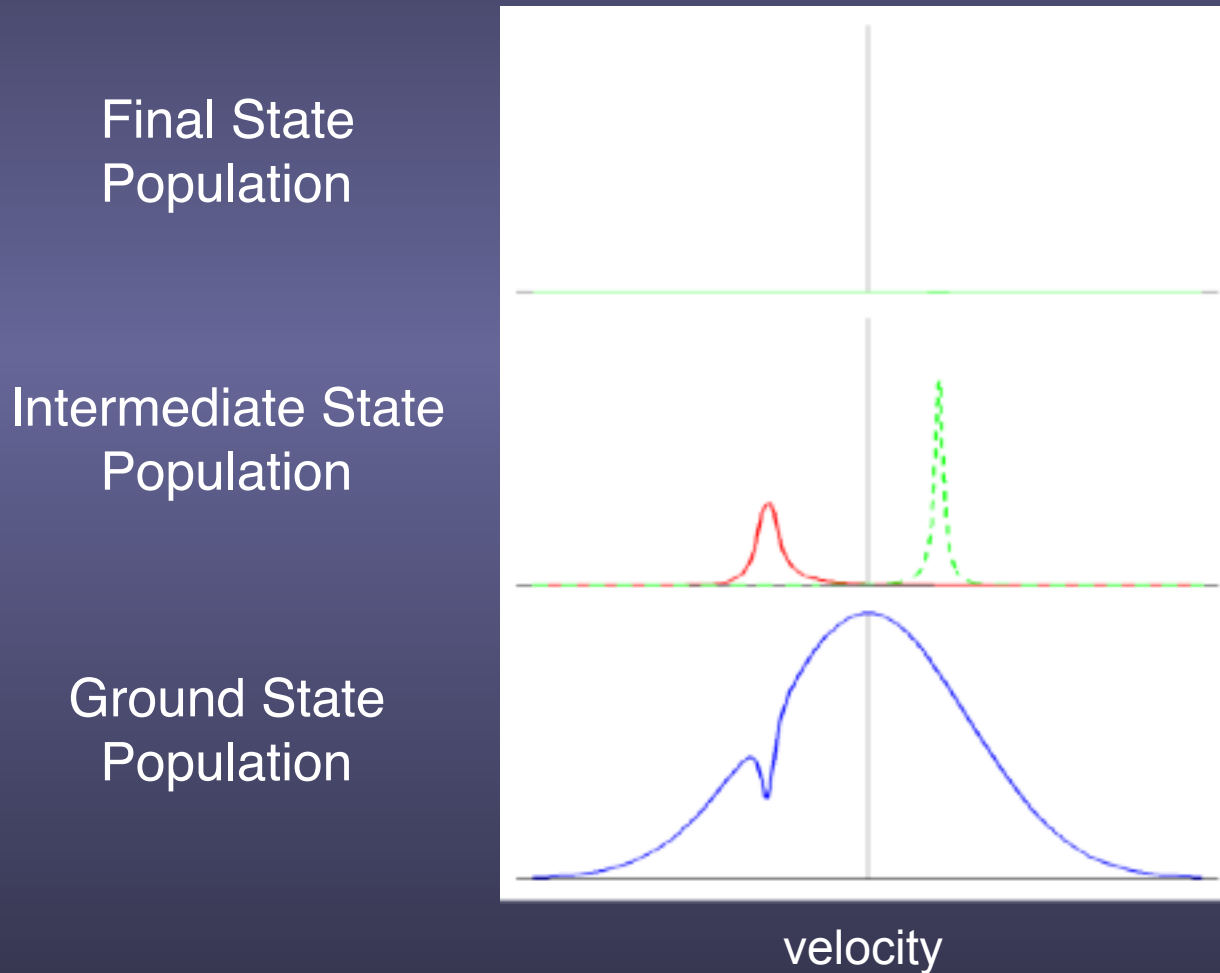 Final State
Population
Intermediate State
Population
Ground State
Population
velocity